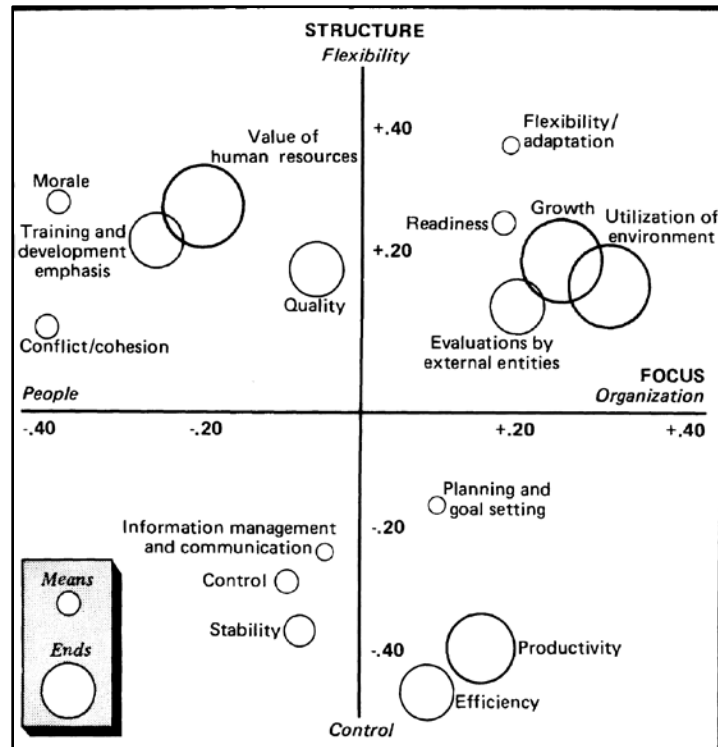 STRUCTURE
Flexibility
+.40
Flexibility/
adaptation
Value of
human resources
Morale
Training and
development
emphasis
Readiness
Growth
Utilization of
environment
+.20
Quality
Conflict/cohesion
Evaluations by
external entities
People
FOCUS
Organization
-.40
-.20
+.20
+.40
Planning and
goal setting
-.20
Information management
and communication
Control
Stability
Means
Ends
-.40
Productivity
Efficiency
Control